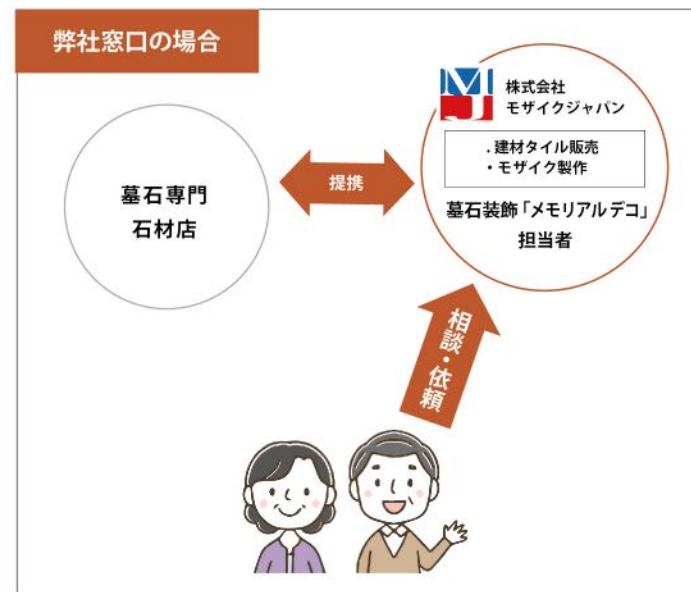 弊社窓口の場合
MJ
株式会社
モザイクジャパン
．建材タイル販売
・モザイク製作
墓石専門
石材店
提携
墓石装飾「メモリアルデコ」
担当者
相談・依頼